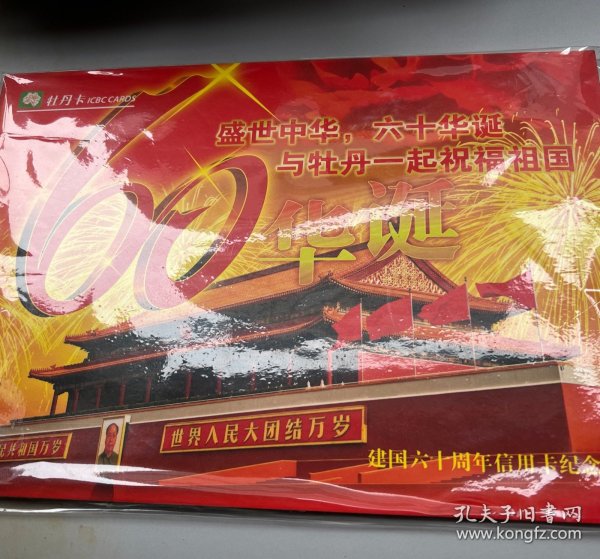 牡丹卡 ICBC CARDS
盛世中华，六十华诞
与牡丹一起祝福祖国
60
华诞
民共和国万岁
世界人民大团结万岁
建国六十周年信用卡纪念
孔夫子旧书网
www.kongfz.com